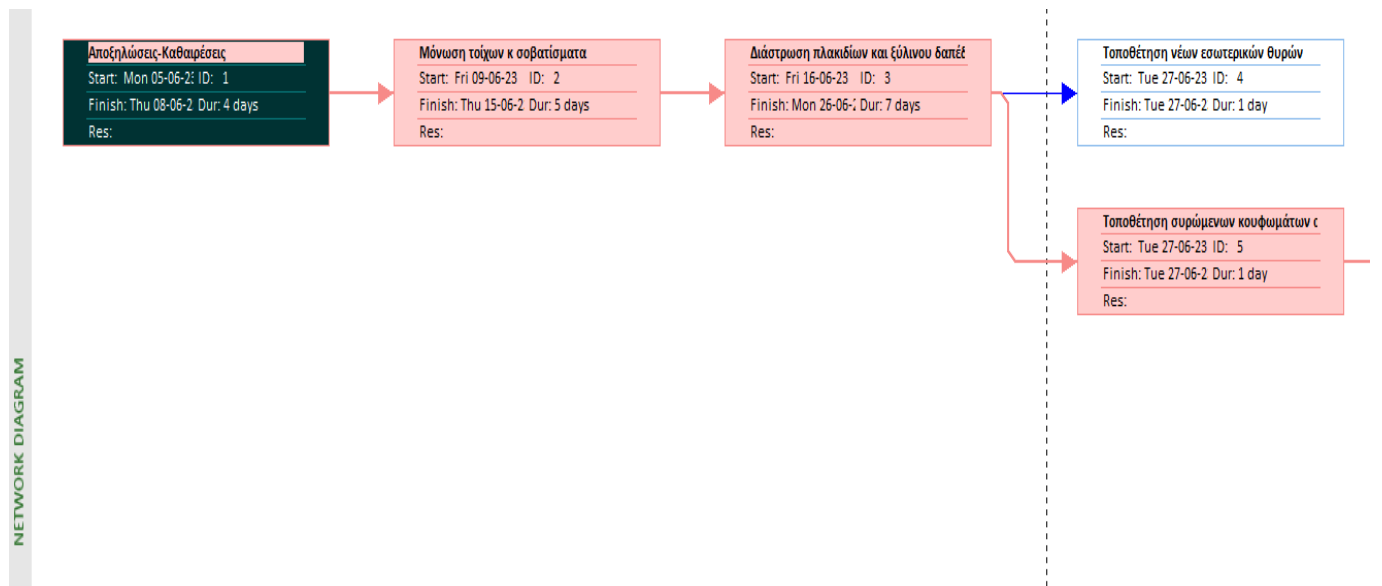 Αποξηλώσεις-Καθαιρέσεις
Start: Mon 05-06-23 ID: 1
Finish: Thu 08-06-2 Dur: 4 days
Res:
Μόνωση τοίχων κ σοβατίσματα
Start: Fri 09-06-23 ID: 2
Finish: Thu 15-06-2 Dur: 5 days
Res:
Διάστρωση πλακιδίων και ξύλινου δαπέδ
Start: Fri 16-06-23 ID: 3
Finish: Mon 26-06-2 Dur: 7 days
Res:
Τοποθέτηση νέων εσωτερικών θυρών
Start: Tue 27-06-23 ID: 4
Finish: Tue 27-06-2 Dur: 1 day
Res:
Τοποθέτηση συρώμενων κουφωμάτων σ
Start: Tue 27-06-23 ID: 5
Finish: Tue 27-06-2 Dur: 1 day
Res:
NETWORK DIAGRAM